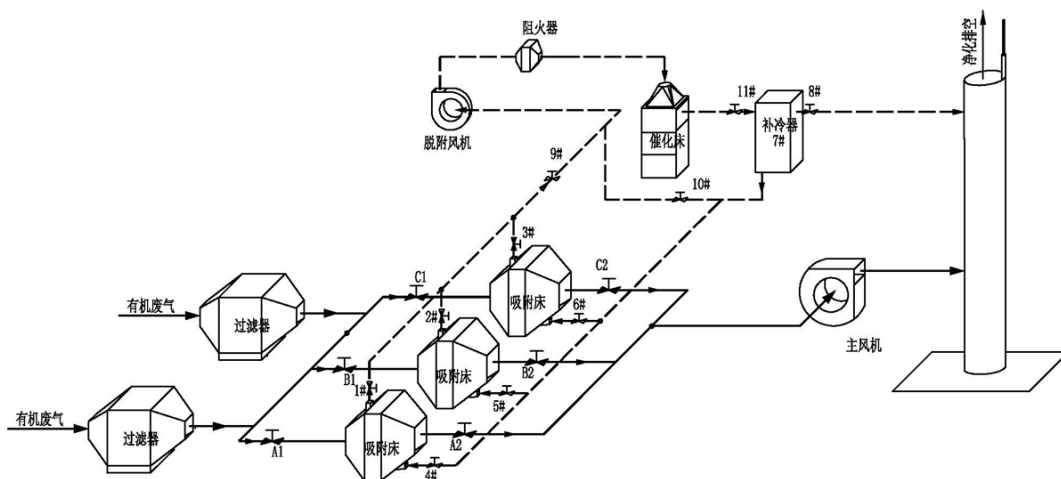 阻火器
净化排空
脱附风机
催化床
11#
补冷器
7#
8#
9#
10#
3#
C1
C2
吸附床
有机废气
过滤器
2#
6#
主风机
B1
吸附床
B2
1#
5#
有机废气
过滤器
A1
吸附床
A2
4#